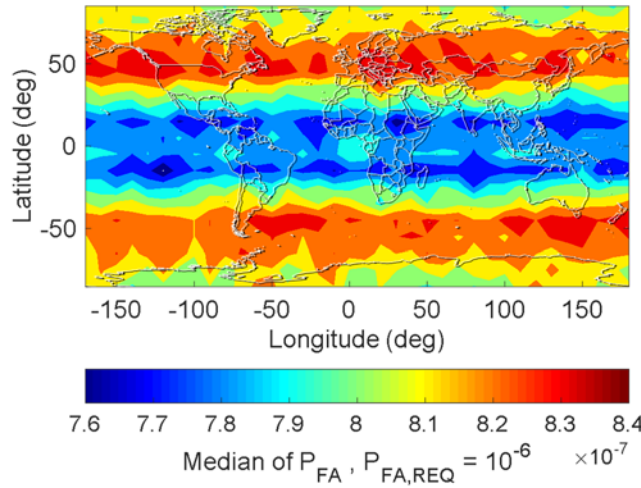 50
0
-50
Latitude (deg)
-150 -100 -50 0 50 100 150
Longitude (deg)
7.6 7.7 7.8 7.9 8 8.1 8.2 8.3 8.4
×10⁻⁷
Median of P_FA , P_FA,REQ = 10⁻⁶